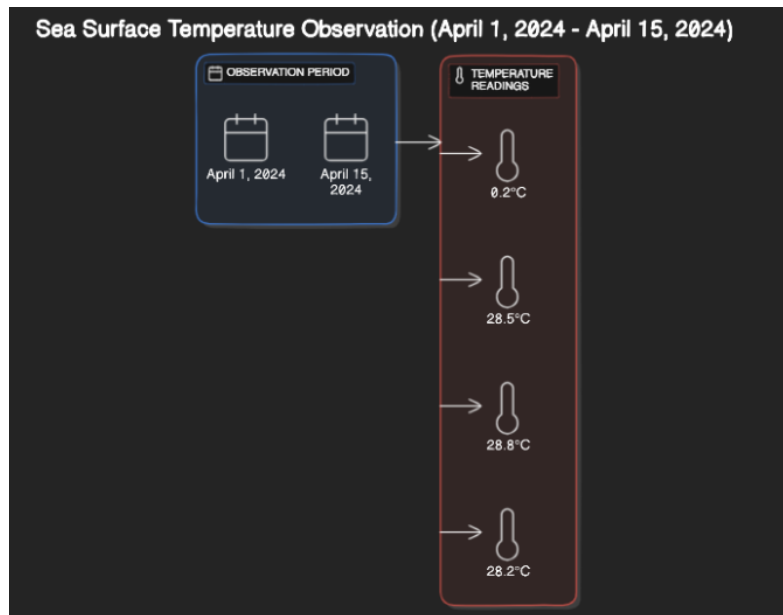 Sea Surface Temperature Observation (April 1, 2024 - April 15, 2024)
OBSERVATION PERIOD
April 1, 2024
April 15,
2024
TEMPERATURE
READINGS
0.2°C
28.5°C
28.8°C
28.2°C